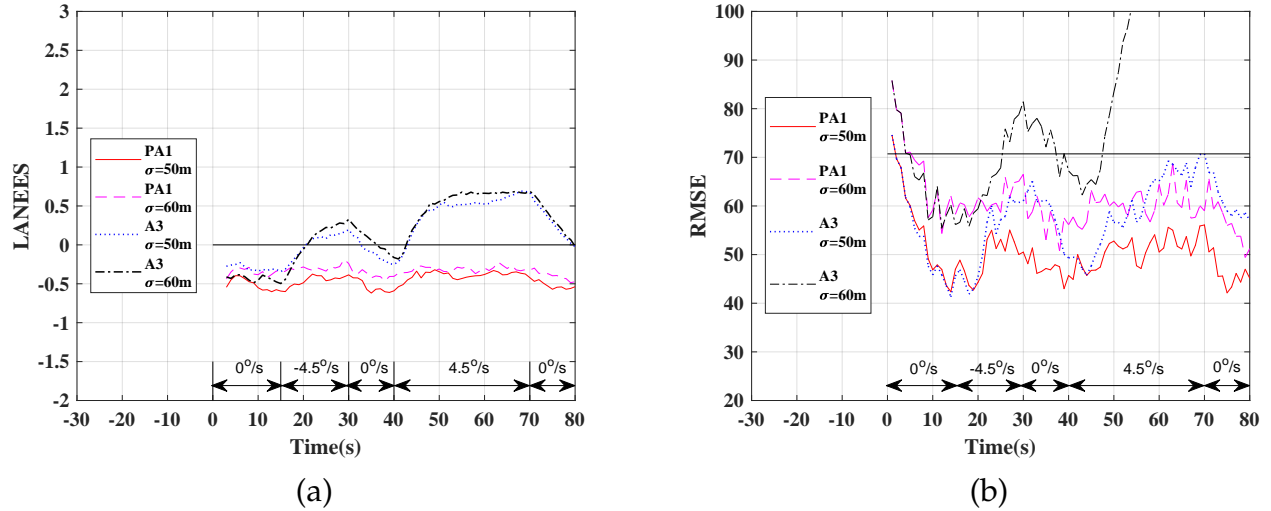 3
2.5
2
1.5
1
0.5
0
-0.5
-1
-1.5
-2
LANEES
PA1
σ=50m
PA1
σ=60m
A3
σ=50m
A3
σ=60m
0°/s
-4.5°/s
0°/s
4.5°/s
0°/s
-30 -20 -10 0 10 20 30 40 50 60 70 80
Time(s)
(a)
100
90
80
70
60
50
40
30
20
RMSE
PA1
σ=50m
PA1
σ=60m
A3
σ=50m
A3
σ=60m
0°/s
-4.5°/s
0°/s
4.5°/s
0°/s
-30 -20 -10 0 10 20 30 40 50 60 70 80
Time(s)
(b)